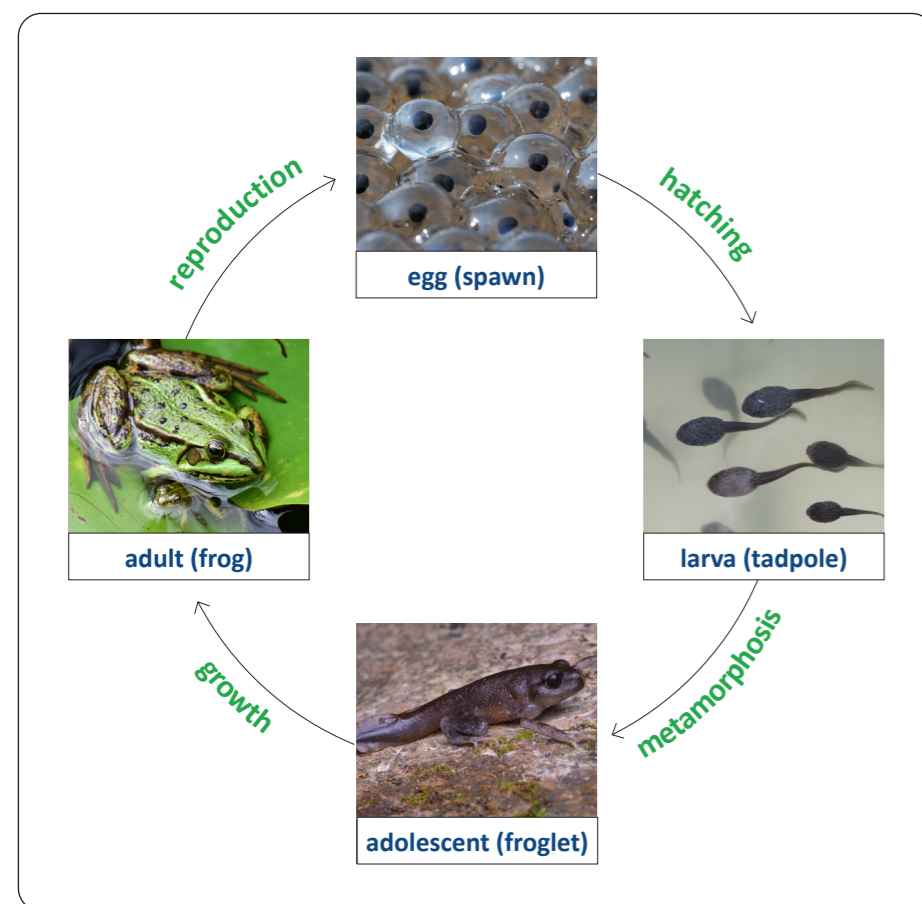 egg (spawn)
hatching
larva (tadpole)
metamorphosis
adolescent (froglet)
growth
adult (frog)
reproduction